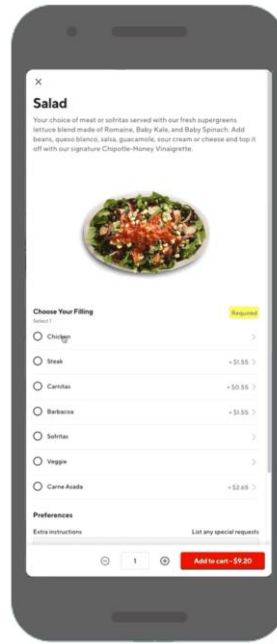 Salad
Your choice of meat or sofritas served with our fresh supergreens
lettuce blend made of Romaine, Baby Kale, and Baby Spinach. Add
beans, queso blanco, salsa, guacamole, sour cream or cheese and top it
off with our signature Chipotle-Honey Vinaigrette.
Choose Your Filling Required
Select 1
Chicken
Steak +$1.55
Carnitas +$0.55
Barbacoa +$1.55
Sofritas
Veggie
Carne Asada +$2.65
Preferences
Extra instructions List any special requests
1 Add to cart - $9.20